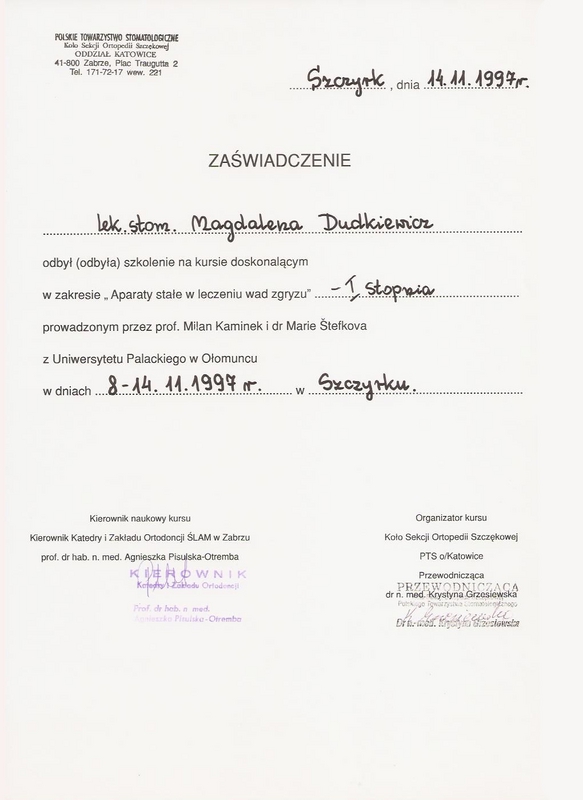 POLSKIE TOWARZYSTWO STOMATOLOGICZNE
Koło Sekcji Ortopedii Szczękowej
ODDZIAŁ KATOWICE
41-800 Zabrze, Plac Traugutta 2
Tel. 171-72-17 wew. 221
Szczyrk, dnia 14.11.1997r.
ZAŚWIADCZENIE
lek. stom. Magdalena Dudkiewicz
odbył (odbyła) szkolenie na kursie doskonalącym
w zakresie „ Aparaty stałe w leczeniu wad zgryzu” – I stopnia
prowadzonym przez prof. Milan Kaminek i dr Marie Štefkova
z Uniwersytetu Palackiego w Ołomuncu
w dniach 8-14. 11. 1997 r. w Szczyrku.
Kierownik naukowy kursu
Kierownik Katedry i Zakładu Ortodoncji ŚLAM w Zabrzu
prof. dr hab. n. med. Agnieszka Pisulska-Otremba
KIEROWNIK
Katedry i Zakładu Ortodoncji
Prof. dr hab. n. med.
Agnieszka Pisulska-Otremba
Organizator kursu
Koło Sekcji Ortopedii Szczękowej
PTS o/Katowice
Przewodnicząca
PRZEWODNICZĄCA
dr n. med. Krystyna Grzesiewska
Polskiego Towarzystwa Stomatologicznego
Dr n. med. Krystyna Grzesiewska